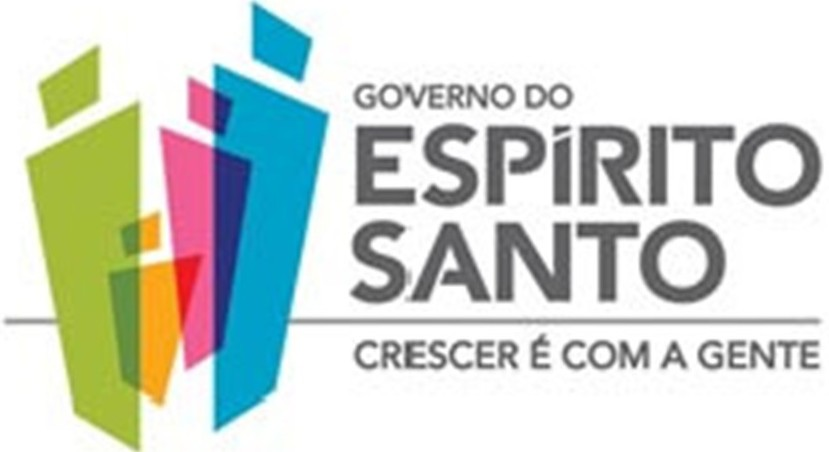 GOVERNO DO
ESPÍRITO
SANTO
CRESCER É COM A GENTE